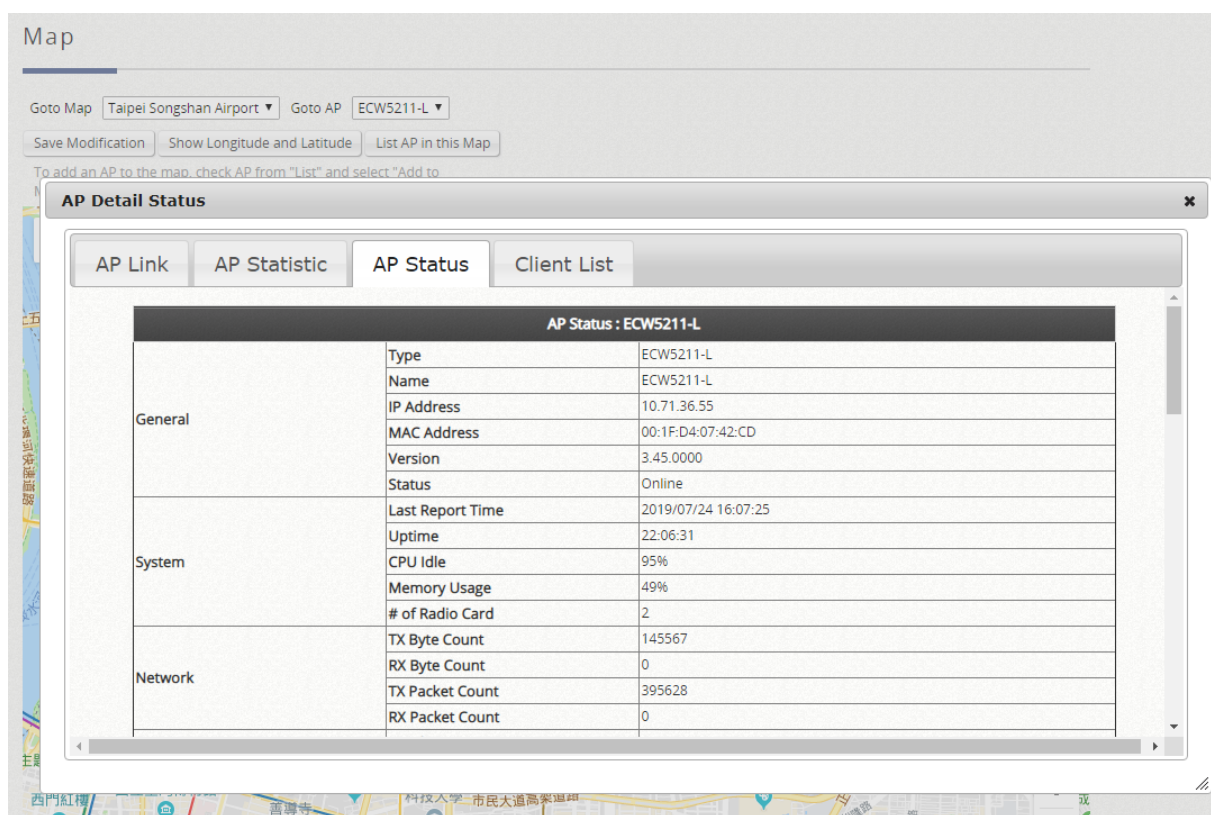 Map
Goto Map Taipei Songshan Airport Goto AP ECW5211-L
Save Modification Show Longitude and Latitude List AP in this Map
To add an AP to the map, check AP from "List" and select "Add to
AP Detail Status
AP Link AP Statistic AP Status Client List
AP Status : ECW5211-L
General
Type ECW5211-L
Name ECW5211-L
IP Address 10.71.36.55
MAC Address 00:1F:D4:07:42:CD
Version 3.45.0000
Status Online
System
Last Report Time 2019/07/24 16:07:25
Uptime 22:06:31
CPU Idle 95%
Memory Usage 49%
# of Radio Card 2
Network
TX Byte Count 145567
RX Byte Count 0
TX Packet Count 395628
RX Packet Count 0
西門紅樓
善導寺
科技大學
市民大道高架道路